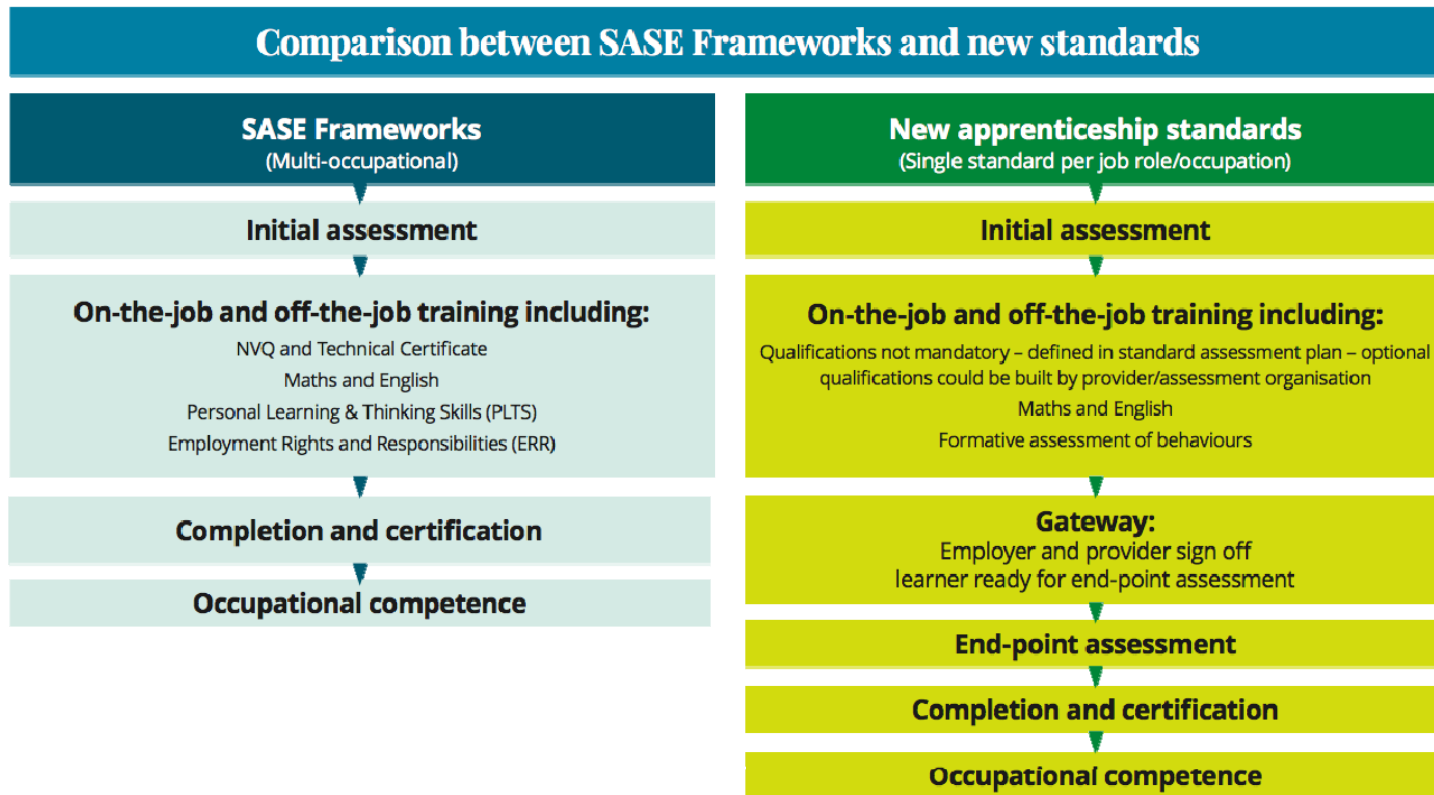 Comparison between SASE Frameworks and new standards
SASE Frameworks
(Multi-occupational)
Initial assessment
On-the-job and off-the-job training including:
NVQ and Technical Certificate
Maths and English
Personal Learning & Thinking Skills (PLTS)
Employment Rights and Responsibilities (ERR)
Completion and certification
Occupational competence
New apprenticeship standards
(Single standard per job role/occupation)
Initial assessment
On-the-job and off-the-job training including:
Qualifications not mandatory – defined in standard assessment plan – optional
qualifications could be built by provider/assessment organisation
Maths and English
Formative assessment of behaviours
Gateway:
Employer and provider sign off
learner ready for end-point assessment
End-point assessment
Completion and certification
Occupational competence